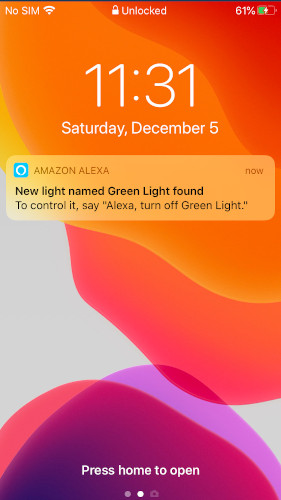 No SIM Unlocked 61%
11:31
Saturday, December 5
AMAZON ALEXA now
New light named Green Light found
To control it, say "Alexa, turn off Green Light."
Press home to open